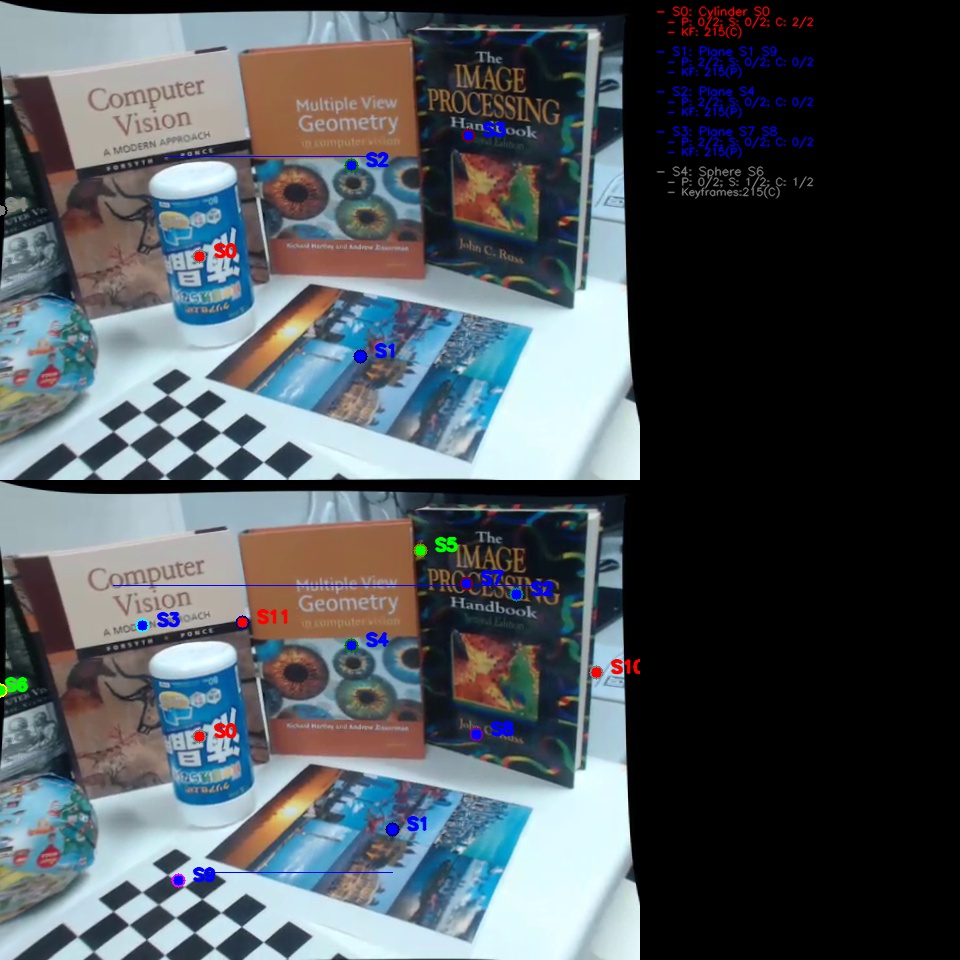 - S0: Cylinder S0
- P: 0/2; S: 0/2; C: 2/2
- KF: 215(C)
- S1: Plane S1 S9
- P: 2/2; S: 0/2; C: 0/2
- KF: 215(P)
- S2: Plane S4
- P: 2/2; S: 0/2; C: 0/2
- KF: 215(P)
- S3: Plane S7 S8
- P: 2/2; S: 0/2; C: 0/2
- KF: 215(P)
- S4: Sphere S6
- P: 0/2; S: 1/2; C: 1/2
- Keyframes:215(C)
Computer
Vision
A MODERN APPROACH
FORSYTH • PONCE
Multiple View
Geometry
in computer vision
Richard Hartley and Andrew Zisserman
The
IMAGE
PROCESSING
Handbook
Second Edition
John C. Russ
S3
S2
S0
S1
Computer
Vision
FORSYTH • PONCE
Multiple View
Geometry
in computer vision
Richard Hartley and Andrew Zisserman
The
IMAGE
PROCESSING
Handbook
Second Edition
S5
S7
S2
S3
S11
S4
S10
S6
S0
S8
S1